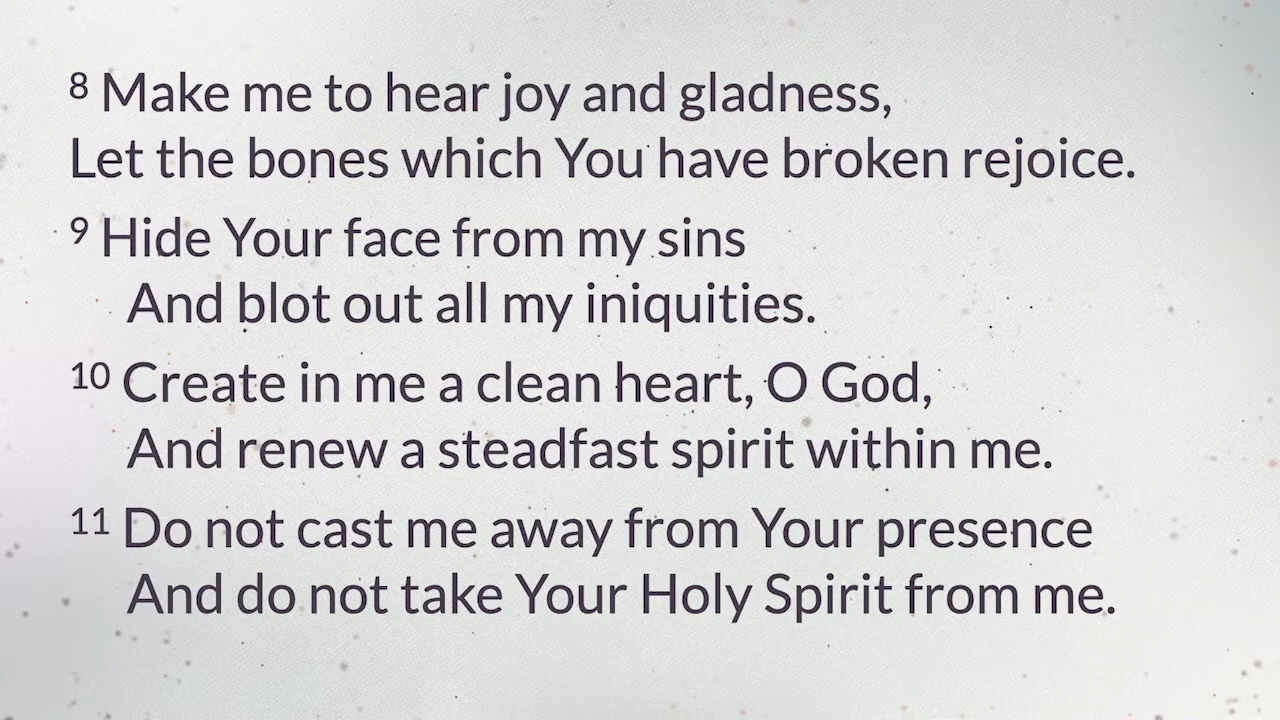 8 Make me to hear joy and gladness,
Let the bones which You have broken rejoice.
9 Hide Your face from my sins
And blot out all my iniquities.
10 Create in me a clean heart, O God,
And renew a steadfast spirit within me.
11 Do not cast me away from Your presence
And do not take Your Holy Spirit from me.